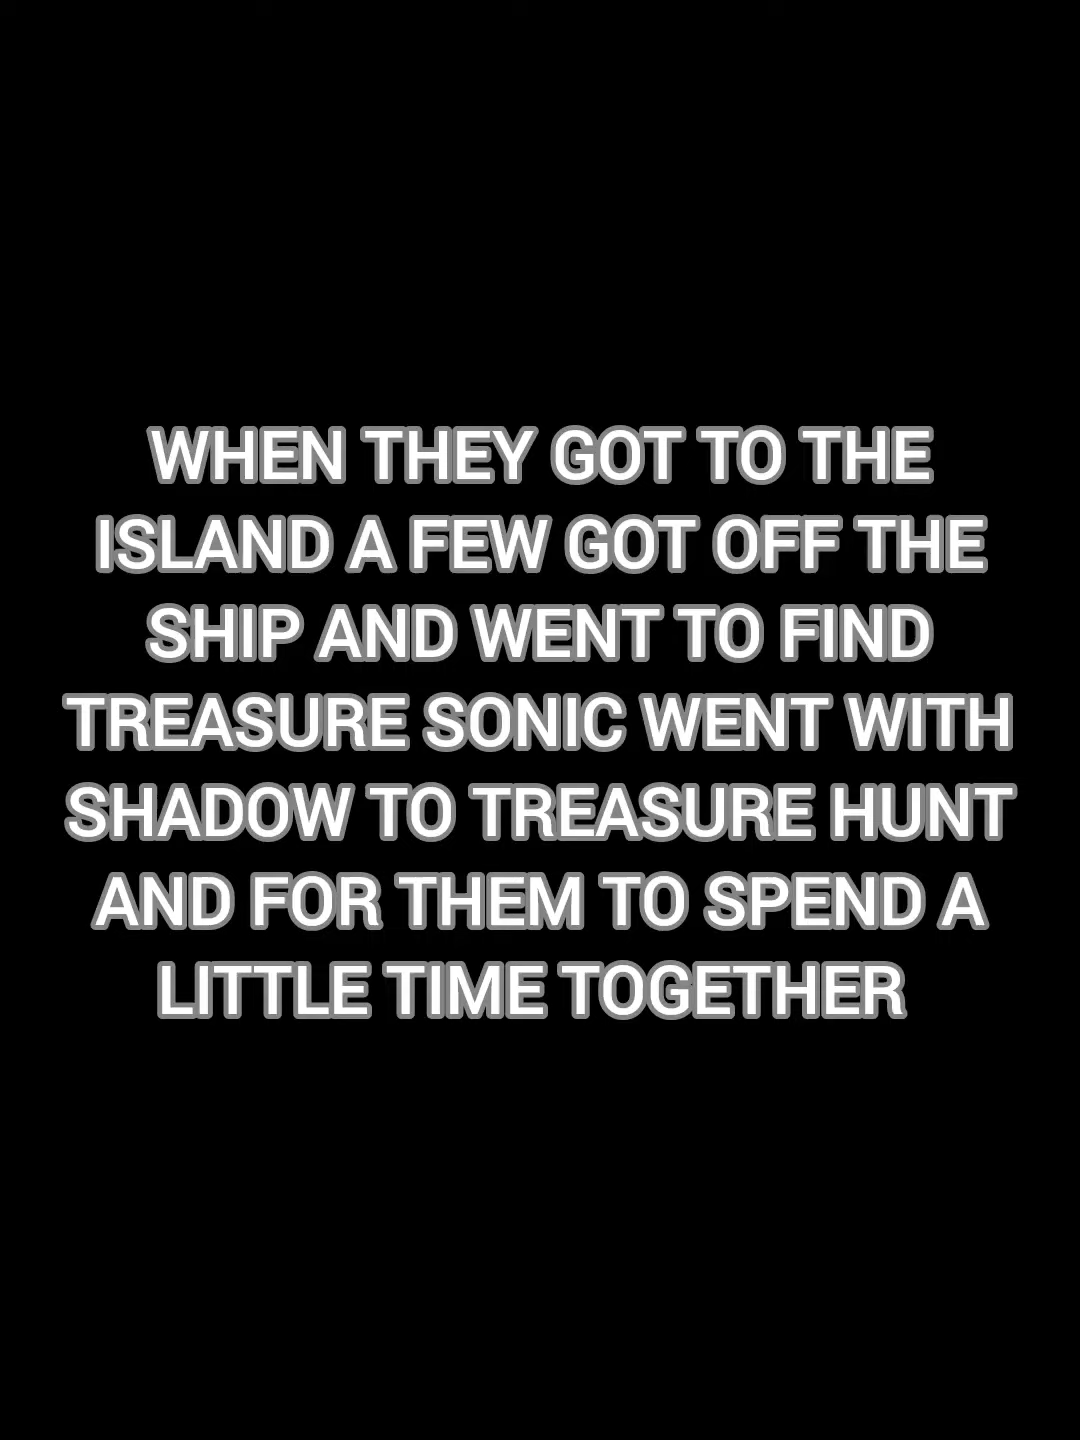 WHEN THEY GOT TO THE
ISLAND A FEW GOT OFF THE
SHIP AND WENT TO FIND
TREASURE SONIC WENT WITH
SHADOW TO TREASURE HUNT
AND FOR THEM TO SPEND A
LITTLE TIME TOGETHER